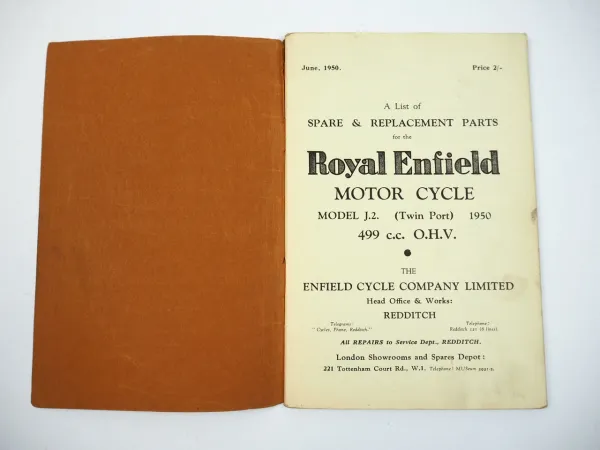 June, 1950. Price 2/-
A List of
SPARE & REPLACEMENT PARTS
for the
Royal Enfield
MOTOR CYCLE
MODEL J.2. (Twin Port) 1950
499 c.c. O.H.V.
THE
ENFIELD CYCLE COMPANY LIMITED
Head Office & Works:
REDDITCH
Telegrams: Telephone:
"Cycles, Phone, Redditch." Redditch
All REPAIRS to Service Dept., REDDITCH.
London Showrooms and Spares Depot:
221 Tottenham Court Rd., W.1. Telephone: MUSeum